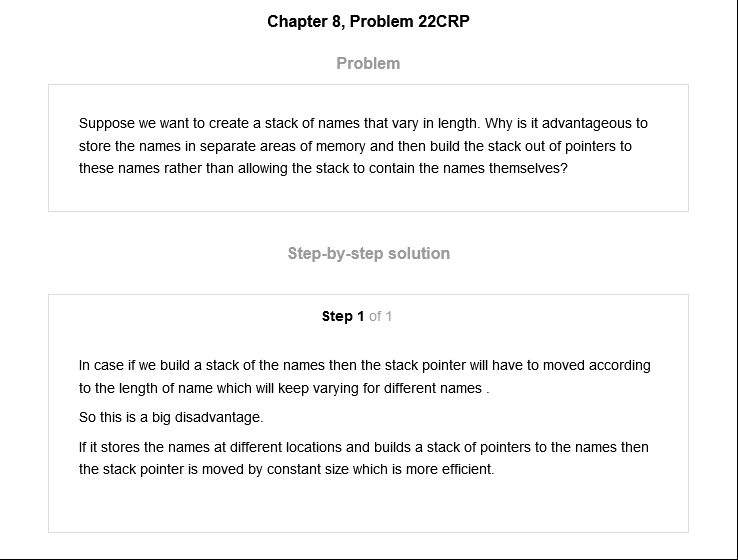 Chapter 8, Problem 22CRP
Problem
Suppose we want to create a stack of names that vary in length. Why is it advantageous to
store the names in separate areas of memory and then build the stack out of pointers to
these names rather than allowing the stack to contain the names themselves?
Step-by-step solution
Step 1 of 1
In case if we build a stack of the names then the stack pointer will have to moved according
to the length of name which will keep varying for different names .
So this is a big disadvantage.
If it stores the names at different locations and builds a stack of pointers to the names then
the stack pointer is moved by constant size which is more efficient.